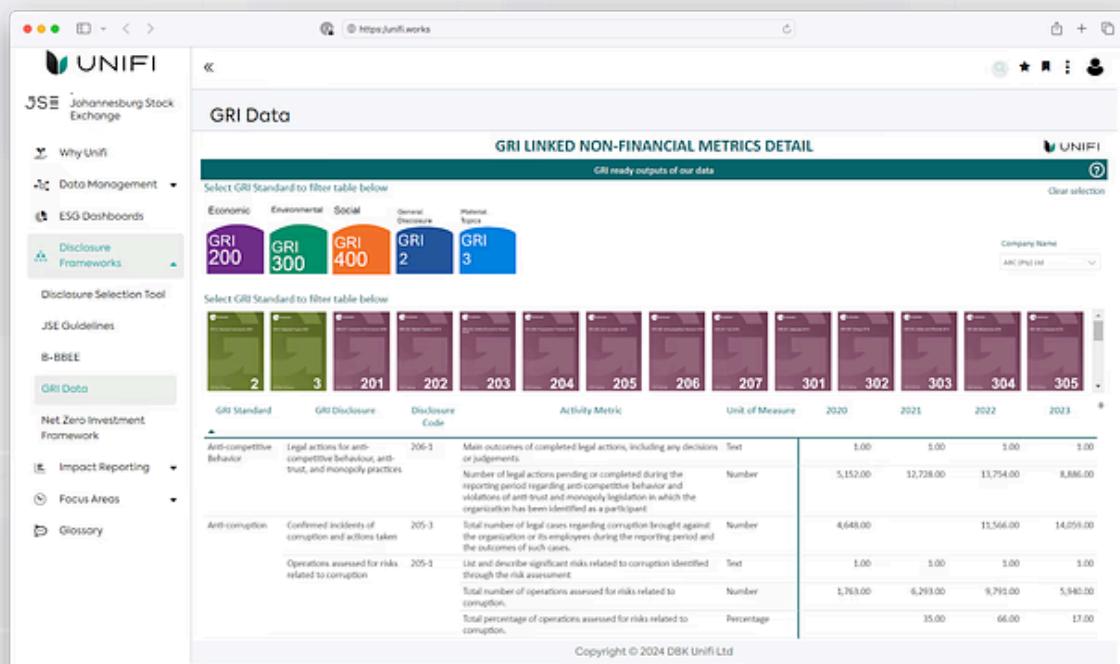 https://unifi.works
UNIFI
JSE Johannesburg Stock
Exchange
Why Unifi
Data Management
ESG Dashboards
Disclosure
Frameworks
Disclosure Selection Tool
JSE Guidelines
B-BBEE
GRI Data
Net Zero Investment
Framework
Impact Reporting
Focus Areas
Glossary
GRI Data
GRI LINKED NON-FINANCIAL METRICS DETAIL
UNIFI
GRI ready outputs of our data
?
Select GRI Standard to filter table below
Clear selection
Economic Environmental Social General Disclosure Material Topics
GRI 200 GRI 300 GRI 400 GRI 2 GRI 3
Company Name
ABC (Pty) Ltd
Select GRI Standard to filter table below
2 3 201 202 203 204 205 206 207 301 302 303 304 305
GRI Standard GRI Disclosure Disclosure Code Activity Metric Unit of Measure 2020 2021 2022 2023
Anti-competitive Legal actions for anti- 206-1 Main outcomes of completed legal actions, including any decisions Text 1.00 1.00 1.00 1.00
Behavior competitive behaviour, anti- or judgements
trust, and monopoly practices Number of legal actions pending or completed during the Number 5,152.00 12,728.00 13,754.00 8,886.00
reporting period regarding anti-competitive behavior and
violations of anti-trust and monopoly legislation in which the
organization has been identified as a participant
Anti-corruption Confirmed incidents of 205-3 Total number of legal cases regarding corruption brought against Number 4,648.00 11,566.00 14,059.00
corruption and actions taken the organization or its employees during the reporting period and
the outcomes of such cases.
Operations assessed for risks 205-1 List and describe significant risks related to corruption identified Text 1.00 1.00 1.00 1.00
related to corruption through the risk assessment
Total number of operations assessed for risks related to Number 1,763.00 6,293.00 9,791.00 5,940.00
corruption.
Total percentage of operations assessed for risks related to Percentage 35.00 66.00 17.00
corruption.
Copyright © 2024 DBK Unifi Ltd